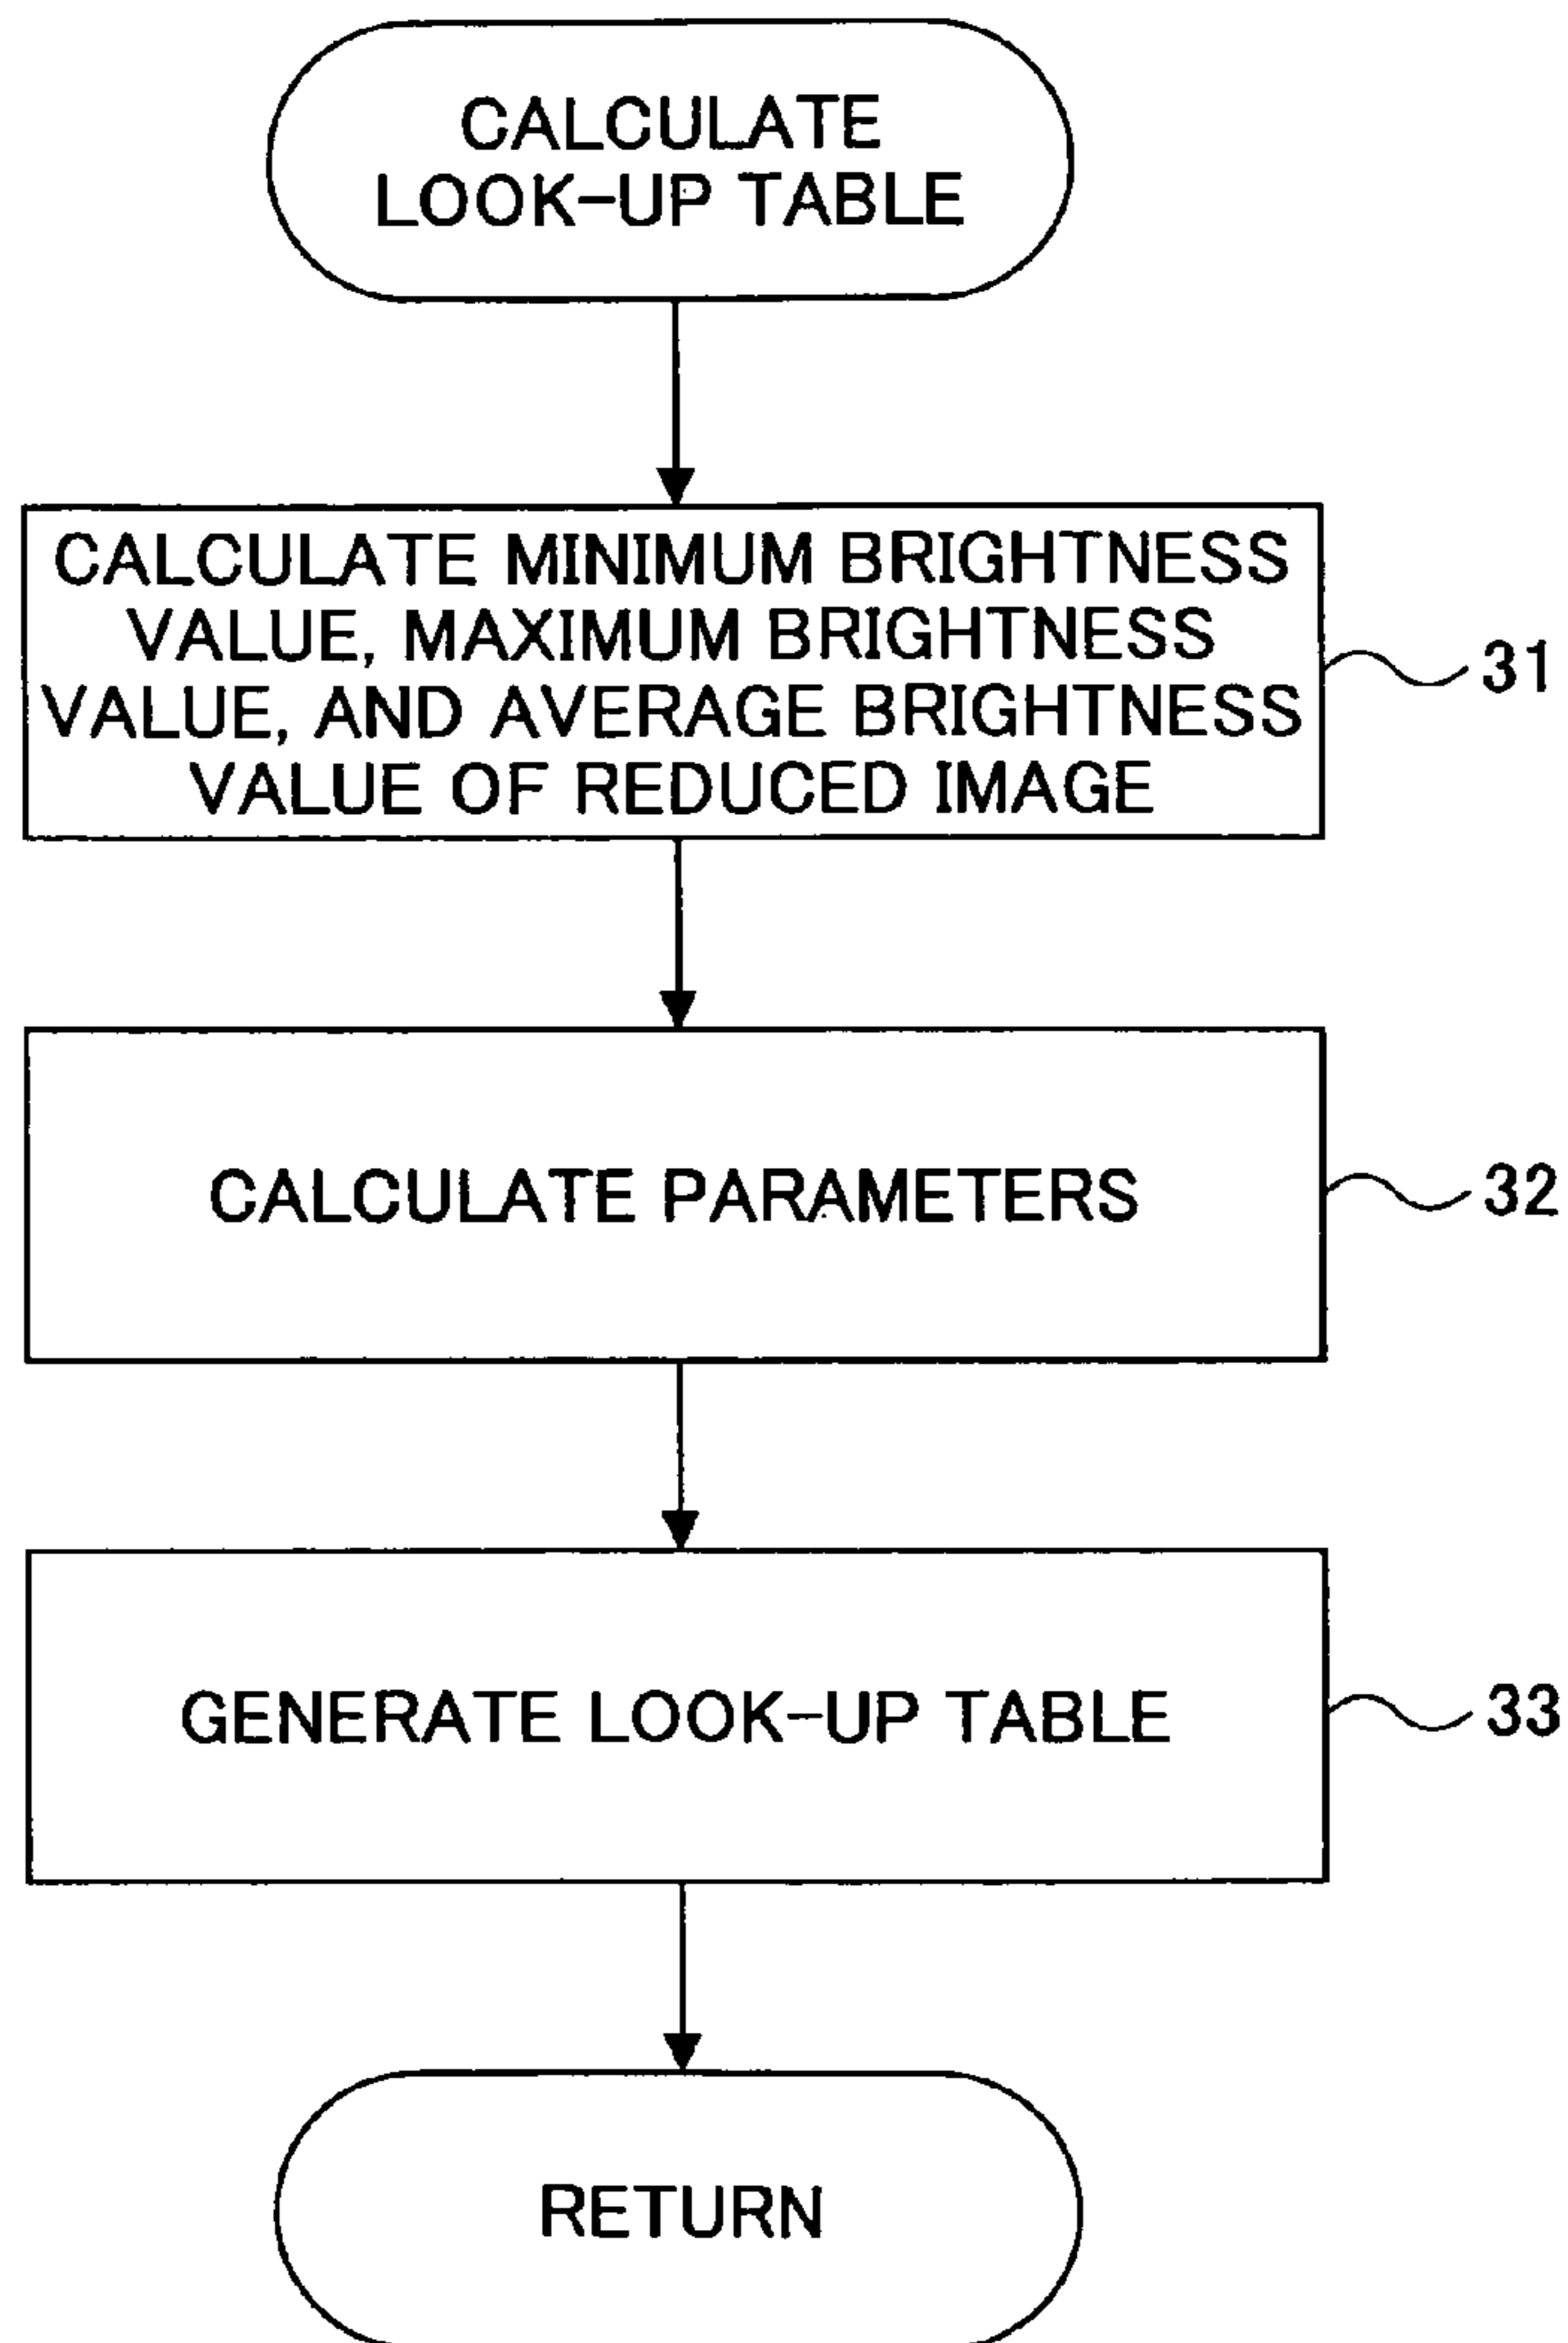 CALCULATE
LOOK-UP TABLE
CALCULATE MINIMUM BRIGHTNESS
VALUE, MAXIMUM BRIGHTNESS
VALUE, AND AVERAGE BRIGHTNESS
VALUE OF REDUCED IMAGE
31
CALCULATE PARAMETERS
32
GENERATE LOOK-UP TABLE
33
RETURN